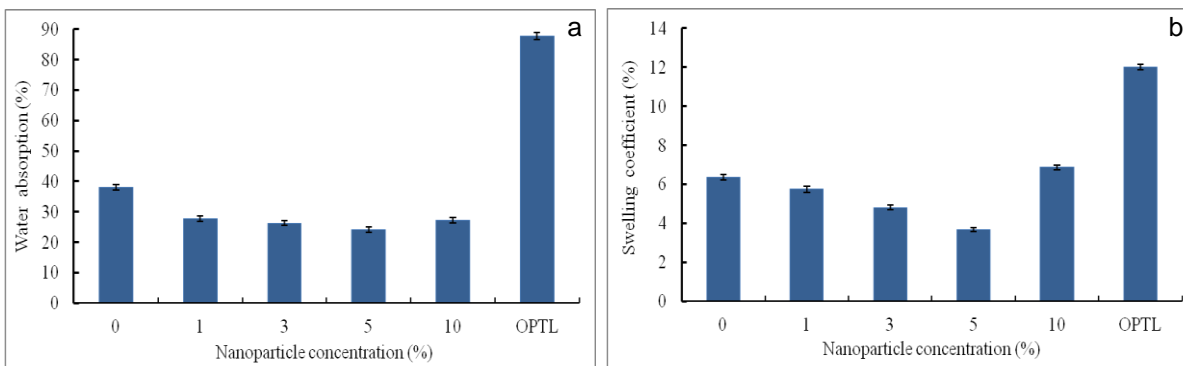 a
90
80
70
60
50
40
30
20
10
0
Water absorption (%)
0 1 3 5 10 OPTL
Nanoparticle concentration (%)
b
14
12
10
8
6
4
2
0
Swelling coefficient (%)
0 1 3 5 10 OPTL
Nanoparticle concentration (%)